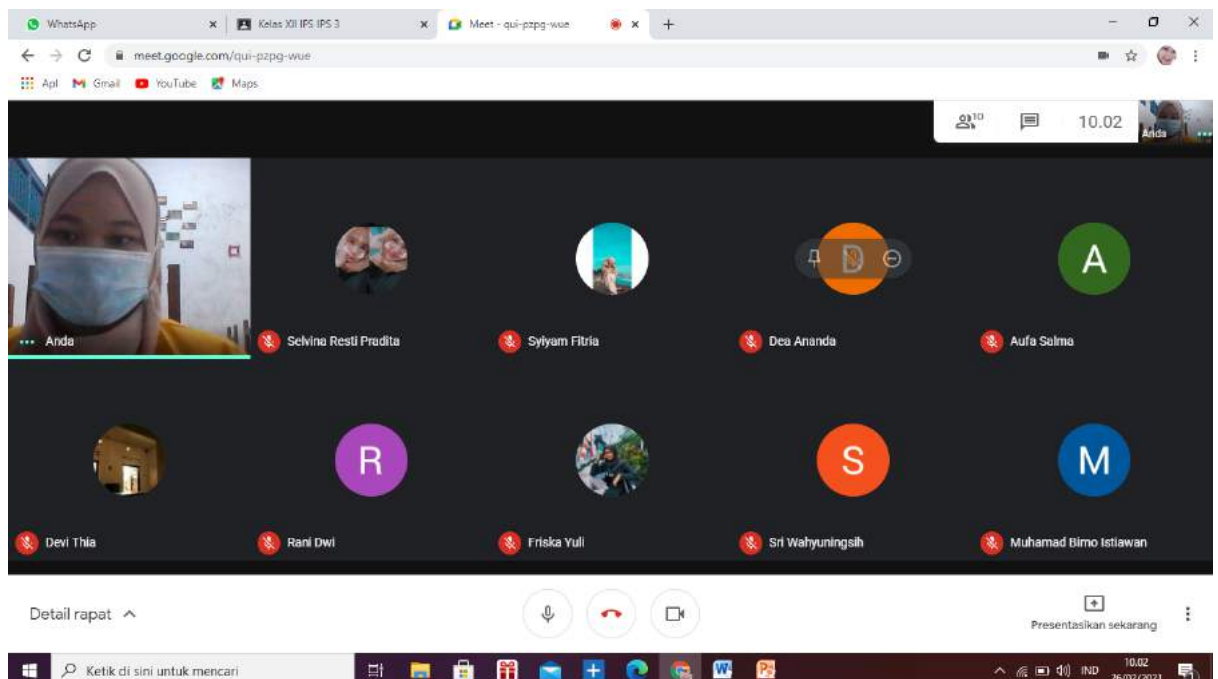 WhatsApp
Kelas XII IPS IPS 3
Meet - qui-pzpg-wue
meet.google.com/qui-pzpg-wue
Apl
Gmail
YouTube
Maps
10
10.02
Anda
Anda
Selvina Resti Pradita
Syiyam Fitria
D
Dea Ananda
A
Aufa Salma
Devi Thia
R
Rani Dwi
Friska Yuli
S
Sri Wahyuningsih
M
Muhamad Bimo Istiawan
Detail rapat
Presentasikan sekarang
Ketik di sini untuk mencari
IND
10.02
26/02/2021